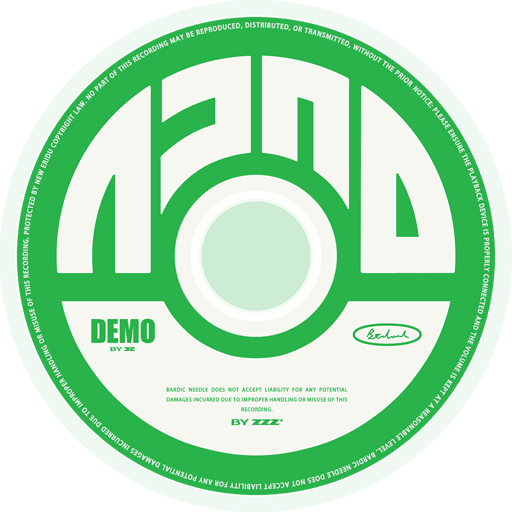 PROTECTED BY NEW ERIDU COPYRIGHT LAW. NO PART OF THIS RECORDING MAY BE REPRODUCED, DISTRIBUTED, OR TRANSMITTED, WITHOUT THE PRIOR
NOTICE: PLEASE ENSURE THE PLAYBACK DEVICE IS PROPERLY CONNECTED AND THE VOLUME IS KEPT AT A REASONABLE LEVEL. BARDIC NEEDLE DOES NOT ACCEPT LIABILITY FOR ANY POTENTIAL DAMAGES INCURRED DUE TO IMPROPER HANDLING OR MISUSE OF THIS RECORDING.
DEMO
BY
BARDIC NEEDLE DOES NOT ACCEPT LIABILITY FOR ANY POTENTIAL
DAMAGES INCURRED DUE TO IMPROPER HANDLING OR MISUSE OF THIS
RECORDING.
BY ZZZ